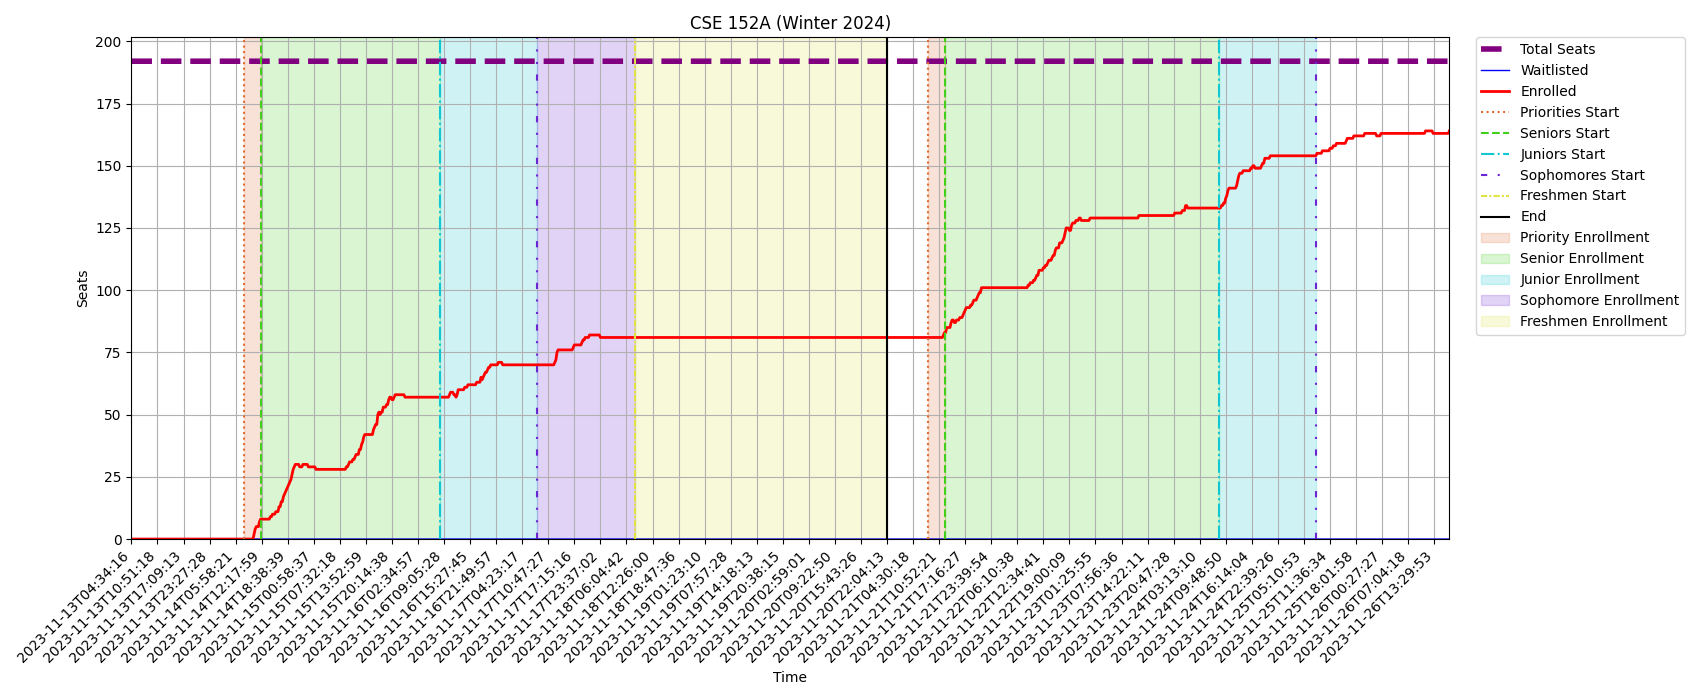 CSE 152A (Winter 2024)
200
175
150
125
100
75
50
25
0
Seats
2023-11-13T04:34:16
2023-11-13T10:51:18
2023-11-13T17:09:13
2023-11-13T23:27:28
2023-11-14T05:58:21
2023-11-14T12:17:59
2023-11-14T18:38:39
2023-11-15T00:58:37
2023-11-15T07:32:18
2023-11-15T13:52:59
2023-11-15T20:14:38
2023-11-16T02:34:57
2023-11-16T09:05:28
2023-11-16T15:27:45
2023-11-16T21:49:57
2023-11-17T04:23:17
2023-11-17T10:47:27
2023-11-17T17:15:16
2023-11-17T23:37:02
2023-11-18T06:04:42
2023-11-18T12:26:00
2023-11-18T18:47:36
2023-11-19T01:23:10
2023-11-19T07:57:28
2023-11-19T14:18:13
2023-11-19T20:38:15
2023-11-20T02:59:01
2023-11-20T09:22:50
2023-11-20T15:43:26
2023-11-20T22:04:13
2023-11-21T04:30:18
2023-11-21T10:52:21
2023-11-21T17:16:27
2023-11-21T23:39:54
2023-11-22T06:10:38
2023-11-22T12:34:41
2023-11-22T19:00:09
2023-11-23T01:25:55
2023-11-23T07:56:36
2023-11-23T14:22:11
2023-11-23T20:47:28
2023-11-24T03:13:10
2023-11-24T09:48:50
2023-11-24T16:14:04
2023-11-24T22:39:26
2023-11-25T05:10:53
2023-11-25T11:36:34
2023-11-25T18:01:58
2023-11-26T00:27:27
2023-11-26T07:04:18
2023-11-26T13:29:53
Time
Total Seats
Waitlisted
Enrolled
Priorities Start
Seniors Start
Juniors Start
Sophomores Start
Freshmen Start
End
Priority Enrollment
Senior Enrollment
Junior Enrollment
Sophomore Enrollment
Freshmen Enrollment